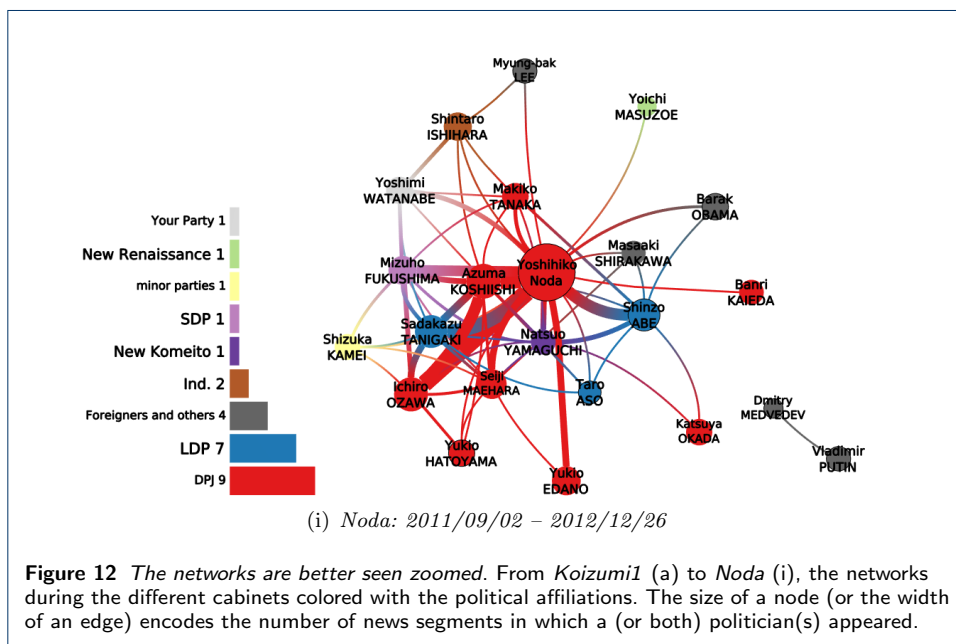 Myung-bak
LEE
Yoichi
MASUZOE
Shintaro
ISHIHARA
Yoshimi
WATANABE
Makiko
TANAKA
Barak
OBAMA
Your Party 1
Masaaki
SHIRAKAWA
New Renaissance 1
Mizuho
FUKUSHIMA
Azuma
KOSHIISHI
Yoshihiko
Noda
Banri
KAIEDA
minor parties 1
SDP 1
Sadakazu
TANIGAKI
Shinzo
ABE
Shizuka
KAMEI
Natsuo
YAMAGUCHI
New Komeito 1
Ind. 2
Ichiro
OZAWA
Seiji
MAEHARA
Taro
ASO
Foreigners and others 4
Dmitry
MEDVEDEV
Katsuya
OKADA
LDP 7
Yukio
HATOYAMA
Vladimir
PUTIN
DPJ 9
Yukio
EDANO
(i) Noda: 2011/09/02 – 2012/12/26
Figure 12 The networks are better seen zoomed. From Koizumi1 (a) to Noda (i), the networks
during the different cabinets colored with the political affiliations. The size of a node (or the width
of an edge) encodes the number of news segments in which a (or both) politician(s) appeared.